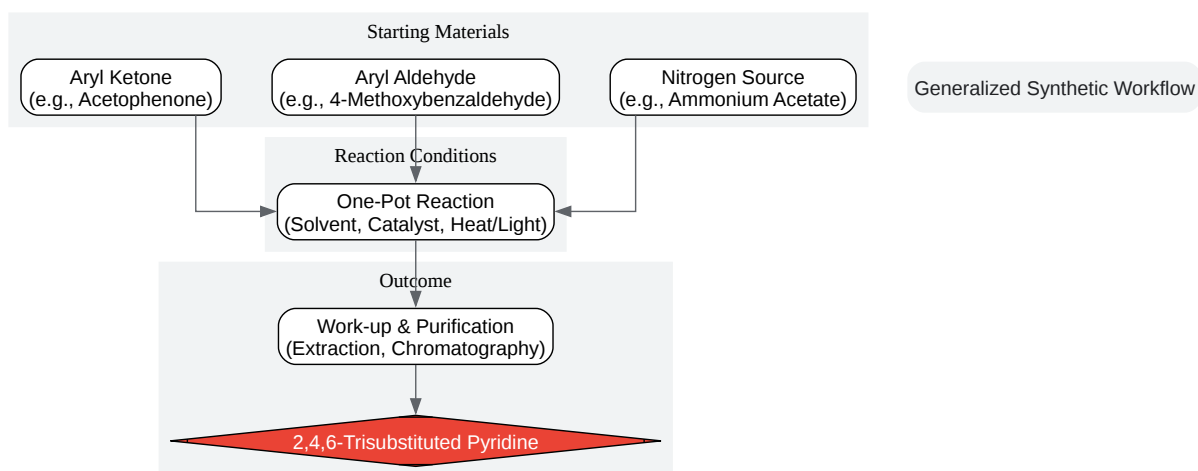 Starting Materials
Aryl Ketone
(e.g., Acetophenone)
Aryl Aldehyde
(e.g., 4-Methoxybenzaldehyde)
Nitrogen Source
(e.g., Ammonium Acetate)
Generalized Synthetic Workflow
Reaction Conditions
One-Pot Reaction
(Solvent, Catalyst, Heat/Light)
Outcome
Work-up & Purification
(Extraction, Chromatography)
2,4,6-Trisubstituted Pyridine